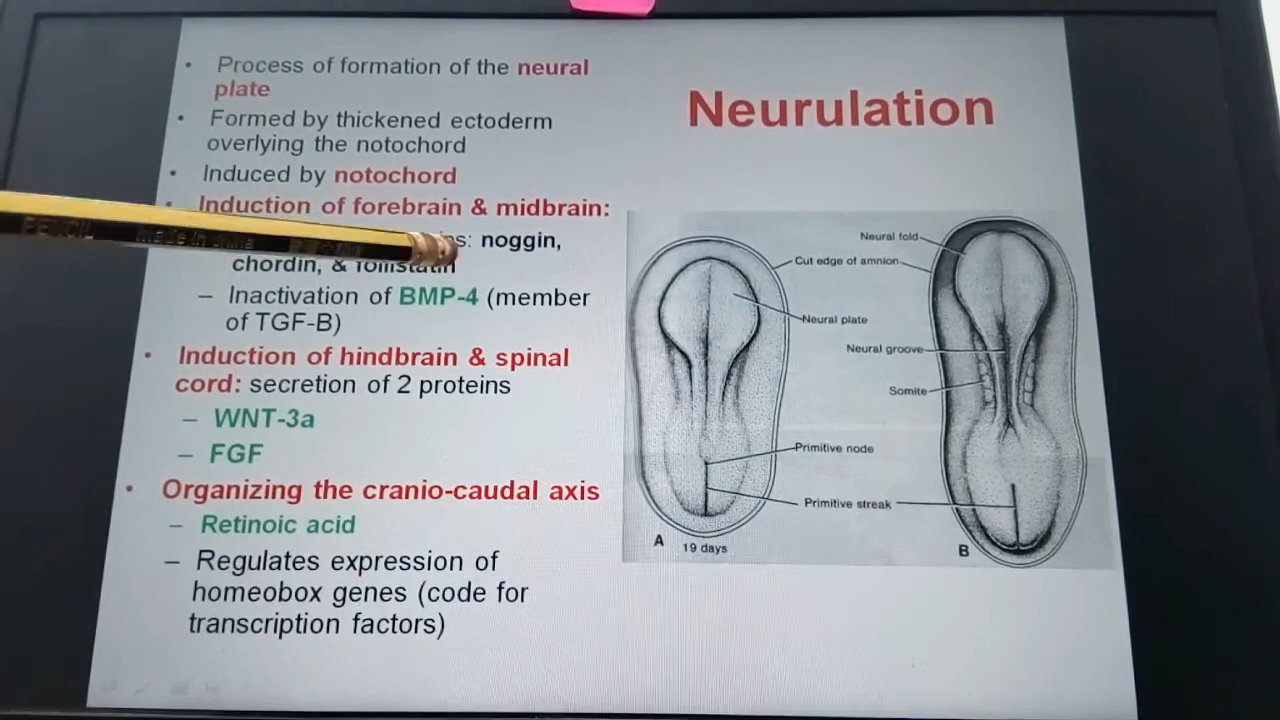 Neurulation
• Process of formation of the neural
plate
• Formed by thickened ectoderm
overlying the notochord
• Induced by notochord
• Induction of forebrain & midbrain:
noggin,
chordin, & follistatin
– Inactivation of BMP-4 (member
of TGF-B)
• Induction of hindbrain & spinal
cord: secretion of 2 proteins
– WNT-3a
– FGF
• Organizing the cranio-caudal axis
– Retinoic acid
– Regulates expression of
homeobox genes (code for
transcription factors)
Neural fold
Cut edge of amnion
Neural plate
Neural groove
Somite
Primitive node
Primitive streak
A 19 days
B
PENCIL